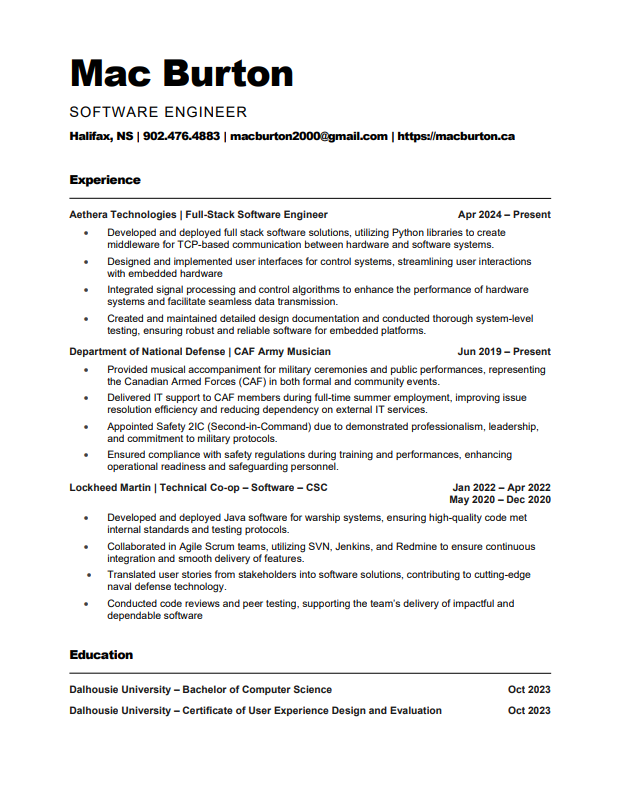 Mac Burton
SOFTWARE ENGINEER
Halifax, NS | 902.476.4883 | macburton2000@gmail.com | https://macburton.ca
Experience
Aethera Technologies | Full-Stack Software Engineer Apr 2024 – Present
• Developed and deployed full stack software solutions, utilizing Python libraries to create
middleware for TCP-based communication between hardware and software systems.
• Designed and implemented user interfaces for control systems, streamlining user interactions
with embedded hardware
• Integrated signal processing and control algorithms to enhance the performance of hardware
systems and facilitate seamless data transmission.
• Created and maintained detailed design documentation and conducted thorough system-level
testing, ensuring robust and reliable software for embedded platforms.
Department of National Defense | CAF Army Musician Jun 2019 – Present
• Provided musical accompaniment for military ceremonies and public performances, representing
the Canadian Armed Forces (CAF) in both formal and community events.
• Delivered IT support to CAF members during full-time summer employment, improving issue
resolution efficiency and reducing dependency on external IT services.
• Appointed Safety 2IC (Second-in-Command) due to demonstrated professionalism, leadership,
and commitment to military protocols.
• Ensured compliance with safety regulations during training and performances, enhancing
operational readiness and safeguarding personnel.
Lockheed Martin | Technical Co-op – Software – CSC Jan 2022 – Apr 2022
May 2020 – Dec 2020
• Developed and deployed Java software for warship systems, ensuring high-quality code met
internal standards and testing protocols.
• Collaborated in Agile Scrum teams, utilizing SVN, Jenkins, and Redmine to ensure continuous
integration and smooth delivery of features.
• Translated user stories from stakeholders into software solutions, contributing to cutting-edge
naval defense technology.
• Conducted code reviews and peer testing, supporting the team’s delivery of impactful and
dependable software
Education
Dalhousie University – Bachelor of Computer Science Oct 2023
Dalhousie University – Certificate of User Experience Design and Evaluation Oct 2023